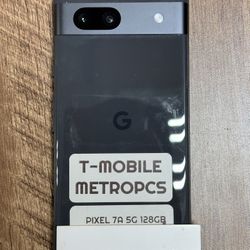 G
T-MOBILE
METROPCS
PIXEL 7A 5G 128GB